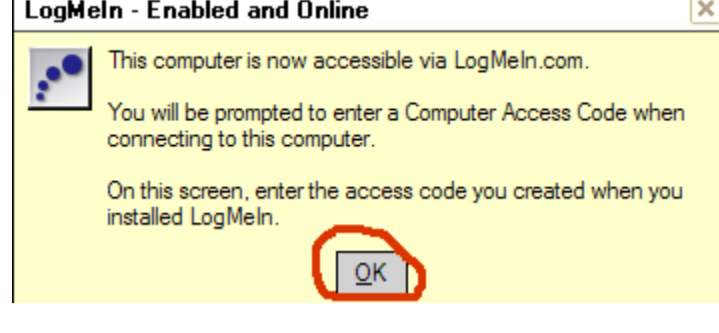 LogMeIn - Enabled and Online
This computer is now accessible via LogMeIn.com.
You will be prompted to enter a Computer Access Code when
connecting to this computer.
On this screen, enter the access code you created when you
installed LogMeIn.
OK